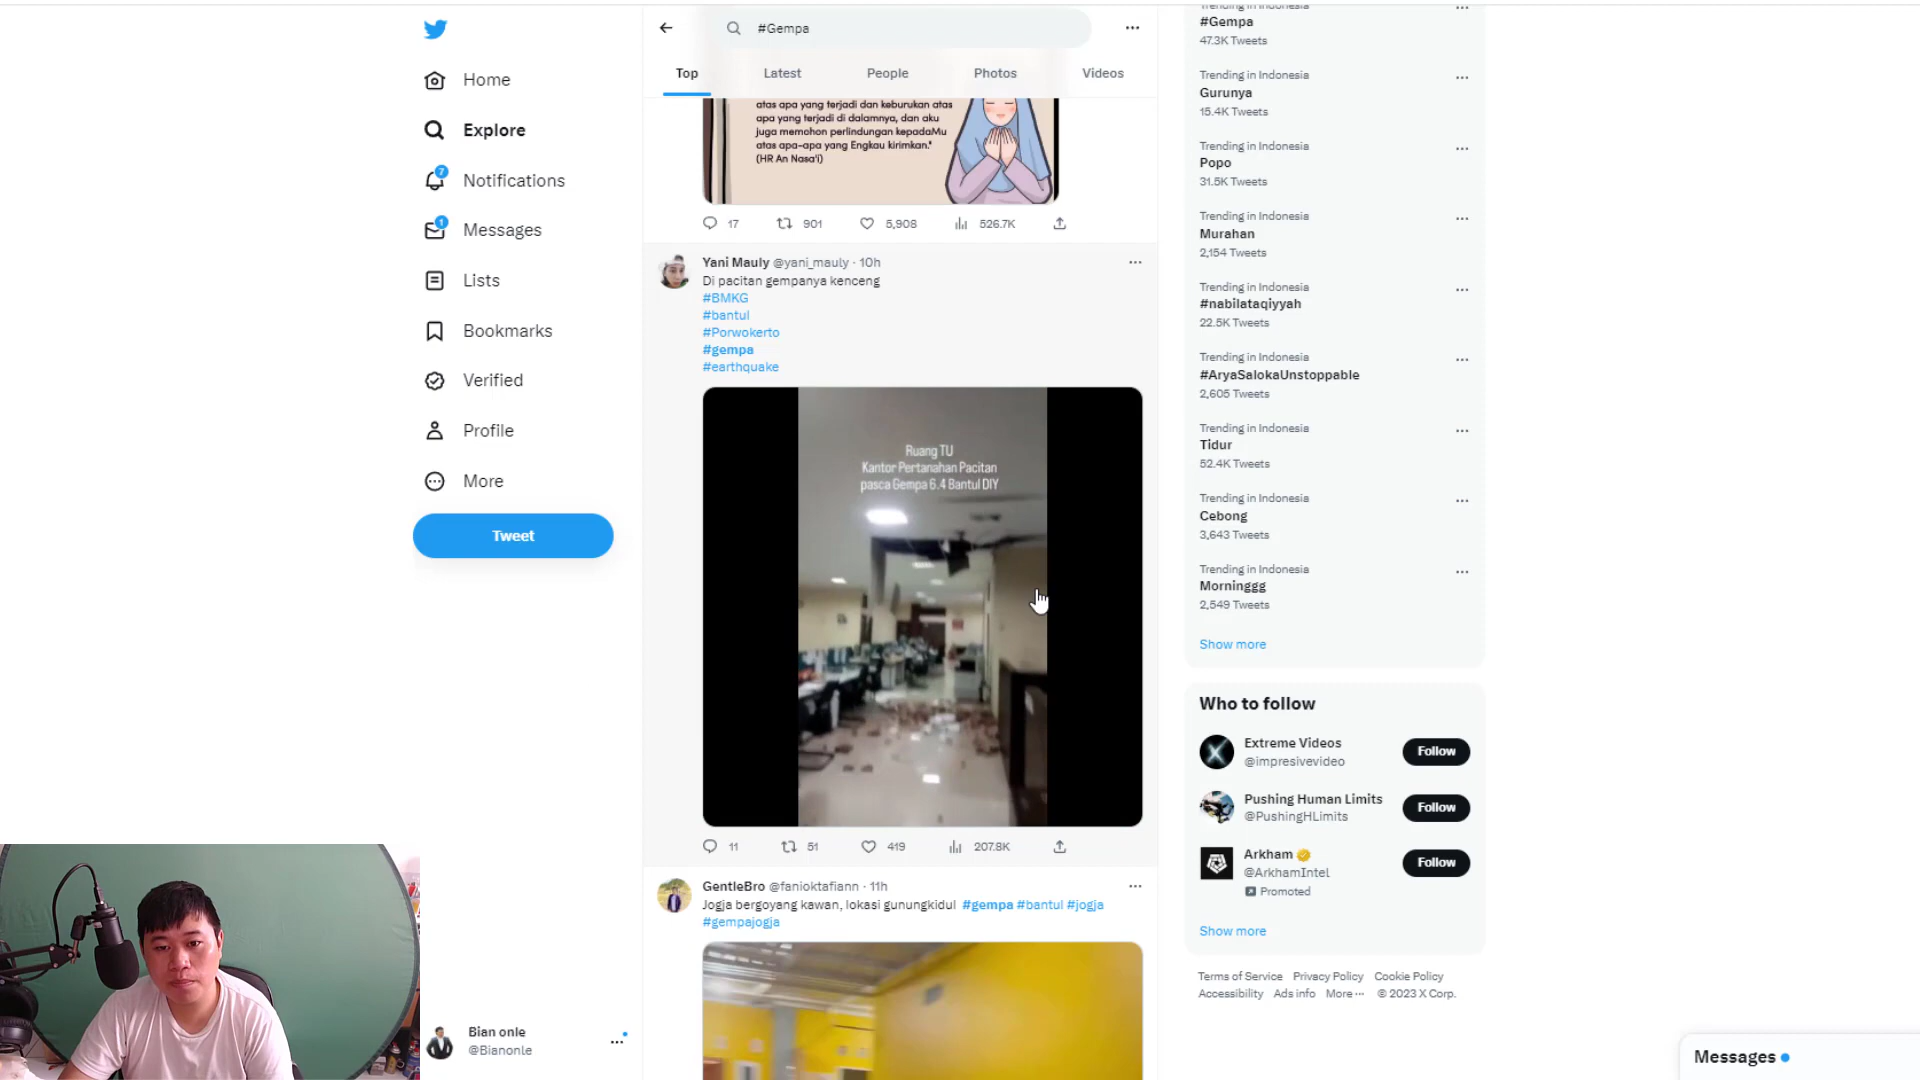 Home
Explore
7
Notifications
1
Messages
Lists
Bookmarks
Verified
Profile
More
Tweet
Bian onle
@Bianonle
#Gempa
Top
Latest
People
Photos
Videos
atas apa yang terjadi dan keburukan atas
apa yang terjadi di dalamnya, dan aku
juga memohon perlindungan kepadaMu
atas apa-apa yang Engkau kirimkan."
(HR An Nasa'i)
17 901 5,908 526.7K
Yani Mauly @yani_mauly · 10h
Di pacitan gempanya kenceng
#BMKG
#bantul
#Porwokerto
#gempa
#earthquake
Ruang TU
Kantor Pertanahan Pacitan
pasca Gempa 6.4 Bantul DIY
11 51 419 207.8K
GentleBro @fanioktafiann · 11h
Jogja bergoyang kawan, lokasi gunungkidul #gempa #bantul #jogja
#gempajogja
Trending in Indonesia
#Gempa
47.3K Tweets
Trending in Indonesia
Gurunya
15.4K Tweets
Trending in Indonesia
Popo
31.5K Tweets
Trending in Indonesia
Murahan
2,154 Tweets
Trending in Indonesia
#nabilataqiyyah
22.5K Tweets
Trending in Indonesia
#AryaSalokaUnstoppable
2,605 Tweets
Trending in Indonesia
Tidur
52.4K Tweets
Trending in Indonesia
Cebong
3,643 Tweets
Trending in Indonesia
Morninggg
2,549 Tweets
Show more
Who to follow
Extreme Videos
@impresivevideo
Follow
Pushing Human Limits
@PushingHLimits
Follow
Arkham
@ArkhamIntel
Promoted
Follow
Show more
Terms of Service Privacy Policy Cookie Policy
Accessibility Ads info More ··· © 2023 X Corp.
Messages